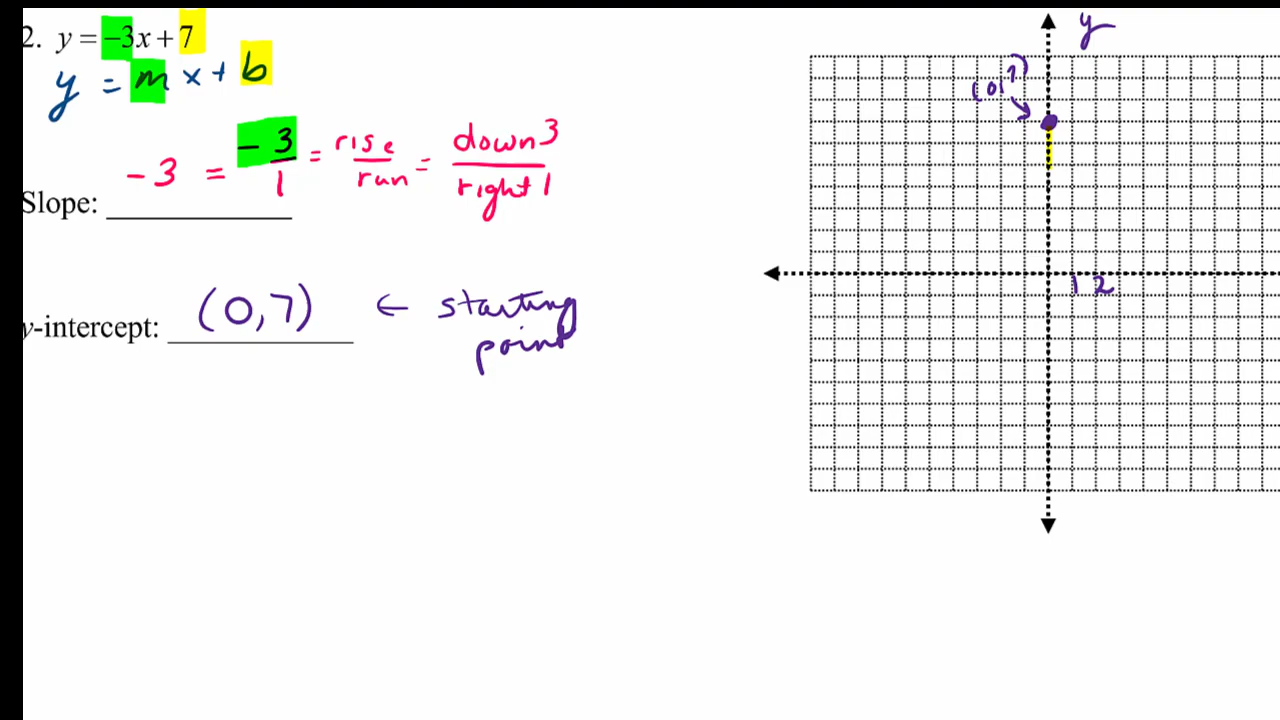 2. y = −3x + 7
y = mx + b
-3 = -3/1 = rise/run = down 3/right 1
Slope: ____________
y-intercept: (0,7) ← starting point
y
(0,7)
1 2